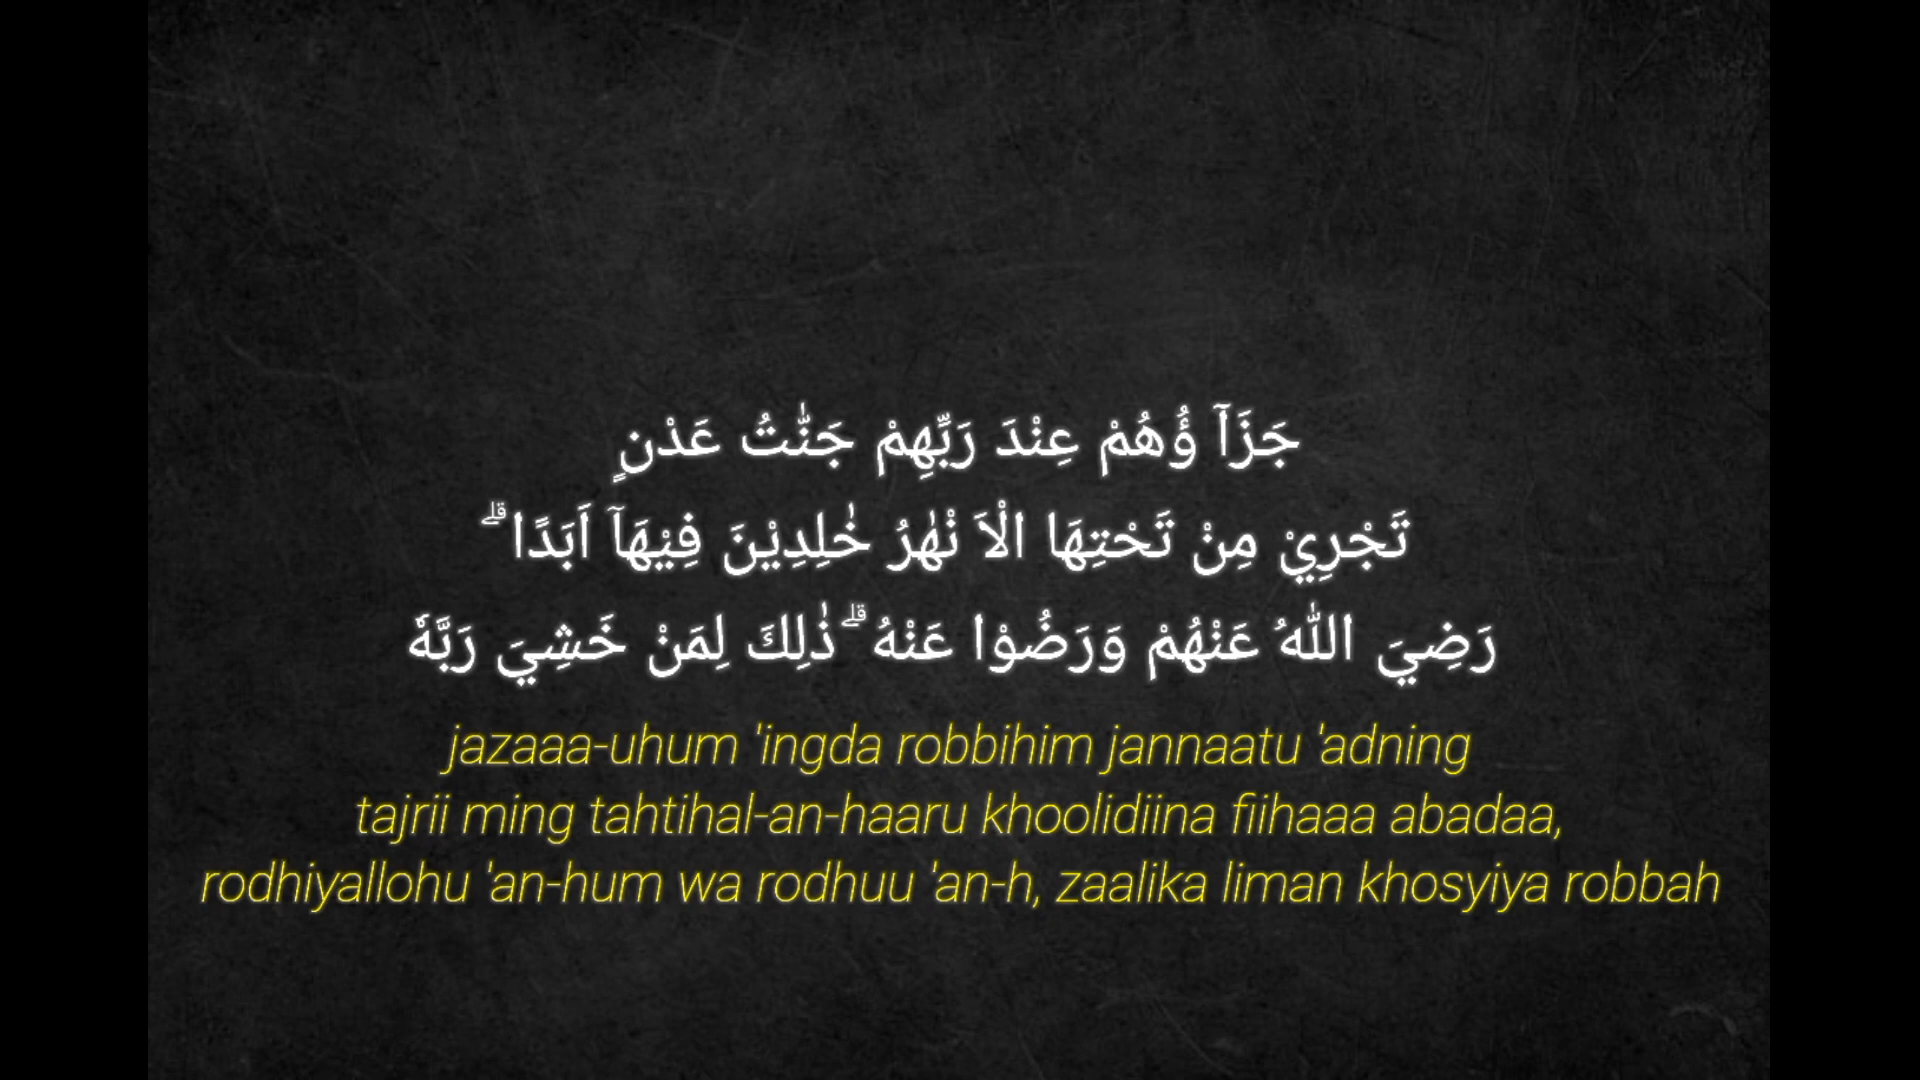 جَزَآ ؤُهُمْ عِنْدَ رَبِّهِمْ جَنّٰتُ عَدْنٍ
تَجْرِيْ مِنْ تَحْتِهَا الْاَ نْهٰرُ خٰلِدِيْنَ فِيْهَاۤ اَبَدًا ۗ
رَضِيَ اللّٰهُ عَنْهُمْ وَرَضُوْا عَنْهُ ۗ ذٰلِكَ لِمَنْ خَشِيَ رَبَّهٗ
jazaaa-uhum 'ingda robbihim jannaatu 'adning
tajrii ming tahtihal-an-haaru khoolidiina fiihaaa abadaa,
rodhiyallohu 'an-hum wa rodhuu 'an-h, zaalika liman khosyiya robbah